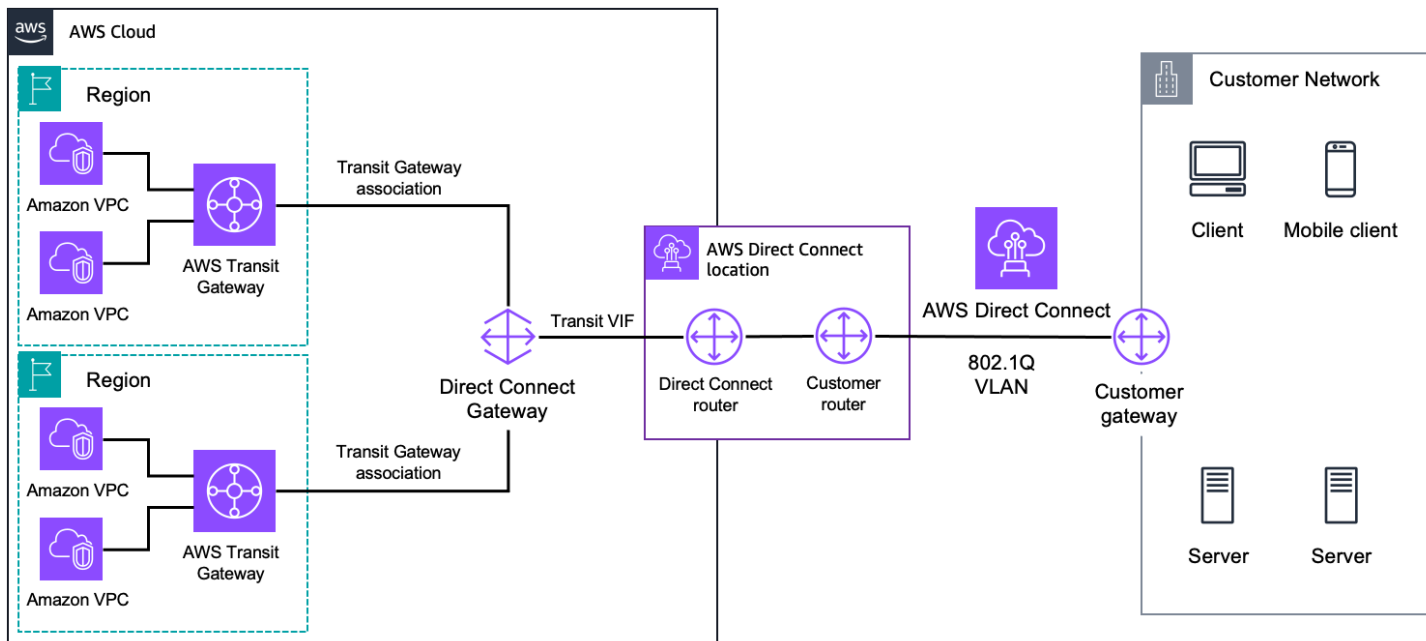 aws
AWS Cloud
Region
Amazon VPC
Amazon VPC
AWS Transit
Gateway
Transit Gateway
association
Region
Amazon VPC
Amazon VPC
AWS Transit
Gateway
Transit Gateway
association
Direct Connect
Gateway
Transit VIF
AWS Direct Connect
location
Direct Connect
router
Customer
router
AWS Direct Connect
802.1Q
VLAN
Customer
gateway
Customer Network
Client
Mobile client
Server
Server